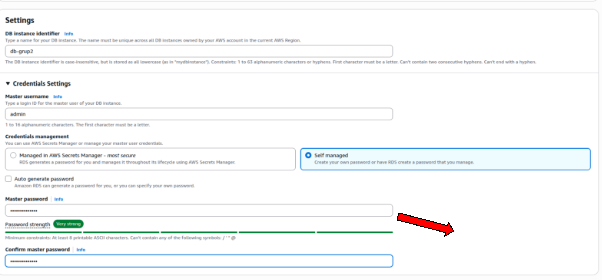 Settings
DB instance identifier Info
Type a name for your DB instance. The name must be unique across all DB instances owned by your AWS account in the current AWS Region.
db-grup2
The DB instance identifier is case-insensitive, but is stored as all lowercase (as in "mydbinstance"). Constraints: 1 to 63 alphanumeric characters or hyphens. First character must be a letter. Can't contain two consecutive hyphens. Can't end with a hyphen.
▼ Credentials Settings
Master username Info
Type a login ID for the master user of your DB instance.
admin
1 to 16 alphanumeric characters. The first character must be a letter.
Credentials management
You can use AWS Secrets Manager or manage your master user credentials.
Managed in AWS Secrets Manager - most secure
RDS generates a password for you and manages it throughout its lifecycle using AWS Secrets Manager.
Self managed
Create your own password or have RDS create a password that you manage.
Auto generate password
Amazon RDS can generate a password for you, or you can specify your own password.
Master password Info
Password strength Very strong
Minimum constraints: At least 8 printable ASCII characters. Can't contain any of the following symbols: / ' " @
Confirm master password Info